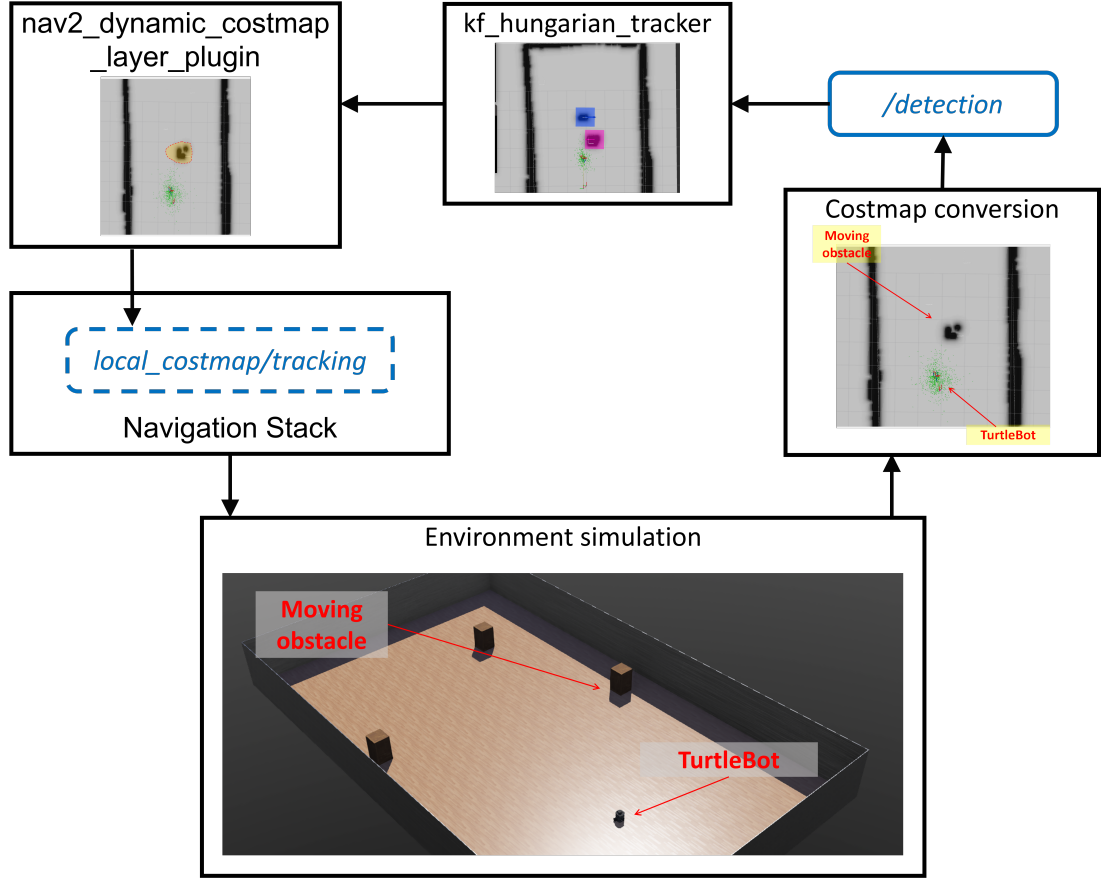 nav2_dynamic_costmap
_layer_plugin
kf_hungarian_tracker
/detection
Costmap conversion
Moving
obstacle
TurtleBot
local_costmap/tracking
Navigation Stack
Environment simulation
Moving
obstacle
TurtleBot